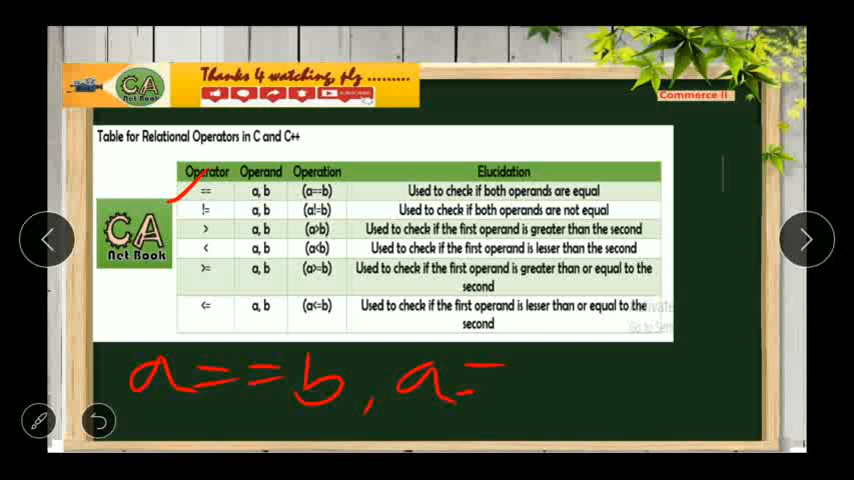 Thanks 4 watching, plz .........
CA
Net Book
SUBSCRIBE
Commerce II
Table for Relational Operators in C and C++
Operator Operand Operation Elucidation
== a, b (a==b) Used to check if both operands are equal
!= a, b (a!=b) Used to check if both operands are not equal
> a, b (a>b) Used to check if the first operand is greater than the second
< a, b (a<b) Used to check if the first operand is lesser than the second
>= a, b (a>=b) Used to check if the first operand is greater than or equal to the
second
<= a, b (a<=b) Used to check if the first operand is lesser than or equal to the
second
CA
Net Book
a==b, a=